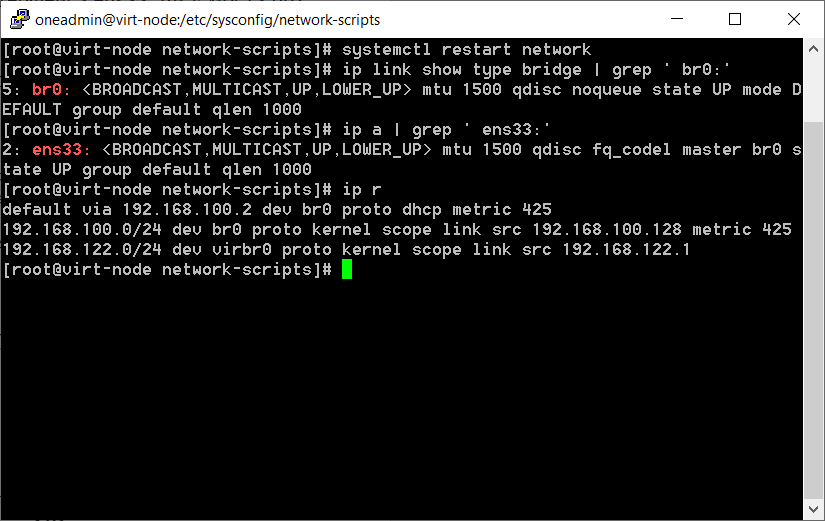 oneadmin@virt-node:/etc/sysconfig/network-scripts
[root@virt-node network-scripts]# systemctl restart network
[root@virt-node network-scripts]# ip link show type bridge | grep ' br0:'
5: br0: <BROADCAST,MULTICAST,UP,LOWER_UP> mtu 1500 qdisc noqueue state UP mode D
EFAULT group default qlen 1000
[root@virt-node network-scripts]# ip a | grep ' ens33:'
2: ens33: <BROADCAST,MULTICAST,UP,LOWER_UP> mtu 1500 qdisc fq_codel master br0 s
tate UP group default qlen 1000
[root@virt-node network-scripts]# ip r
default via 192.168.100.2 dev br0 proto dhcp metric 425
192.168.100.0/24 dev br0 proto kernel scope link src 192.168.100.128 metric 425
192.168.122.0/24 dev virbr0 proto kernel scope link src 192.168.122.1
[root@virt-node network-scripts]#